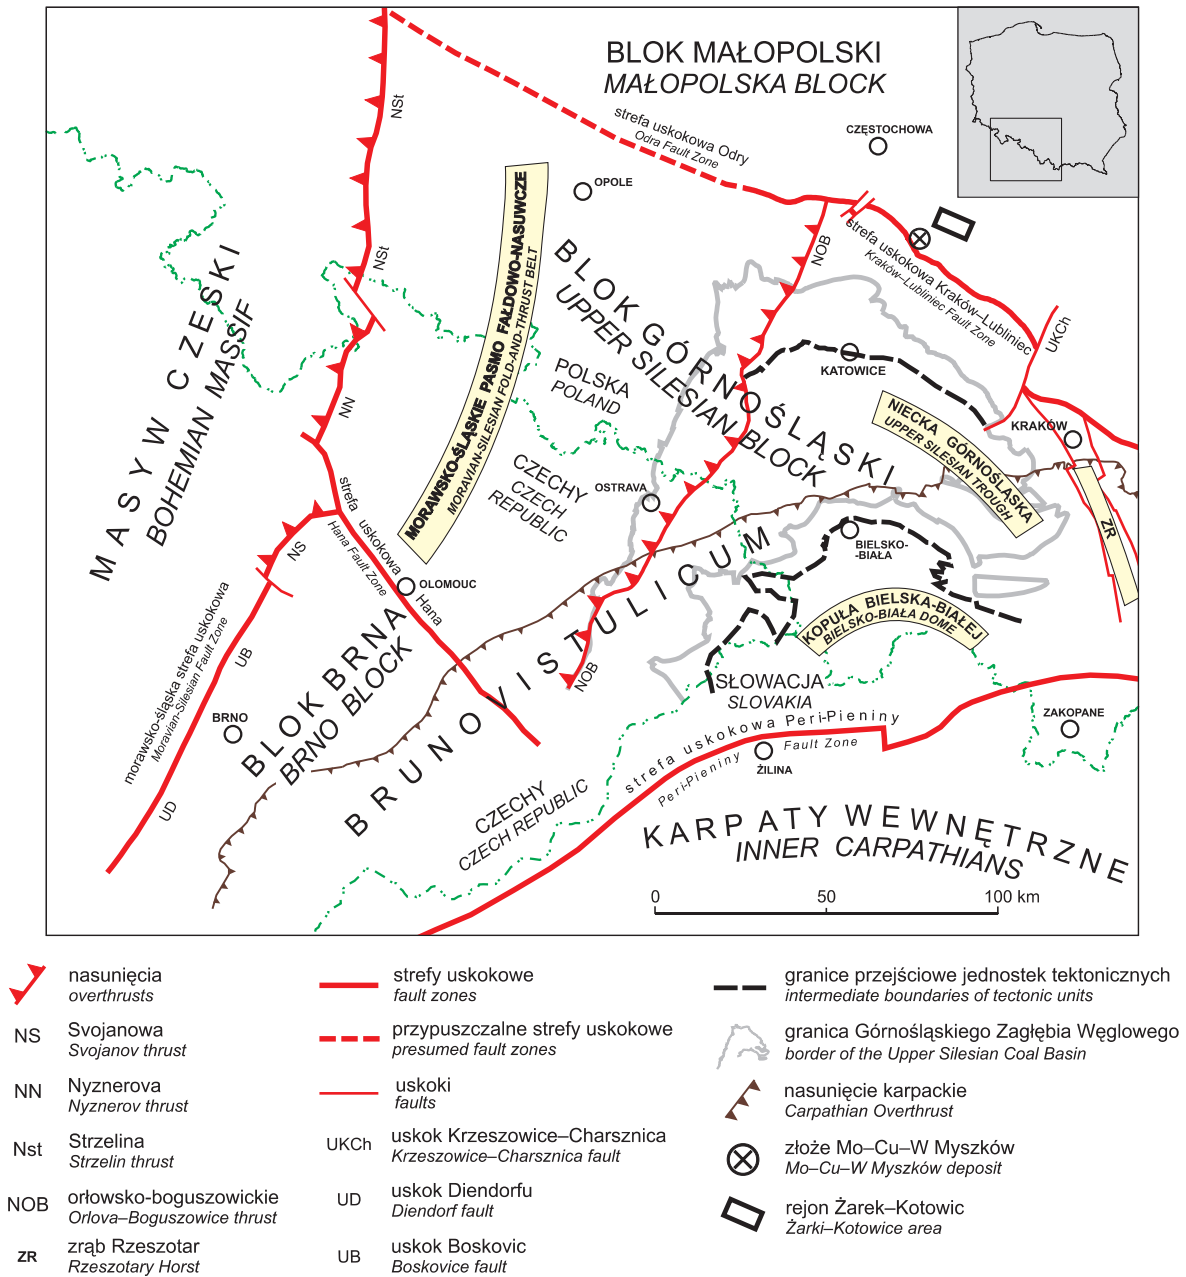 BLOK MAŁOPOLSKI
MAŁOPOLSKA BLOCK
NSt
strefa uskokowa Odry
Odra Fault Zone
CZĘSTOCHOWA
OPOLE
MORAWSKO-ŚLĄSKIE PASMO FAŁDOWO-NASUWCZE
MORAVIAN-SILESIAN FOLD-AND-THRUST BELT
NOB
strefa uskokowa Kraków–Lubliniec
Kraków–Lubliniec Fault Zone
NSt
MASYW CZESKI
BOHEMIAN MASSIF
BLOK GÓRNOŚLĄSKI
UPPER SILESIAN BLOCK
UKCh
POLSKA
POLAND
KATOWICE
NN
NIECKA GÓRNOŚLĄSKA
UPPER SILESIAN TROUGH
KRAKÓW
CZECHY
CZECH
REPUBLIC
OSTRAVA
ZR
strefa uskokowa Hana
Hana Fault Zone
NS
BIELSKO-
-BIAŁA
OLOMOUC
KOPUŁA BIELSKA-BIAŁEJ
BIELSKO-BIAŁA DOME
morawsko-śląska strefa uskokowa
Moravian-Silesian Fault Zone
UB
BLOK BRNA
BRNO BLOCK
BRUNOVISTULICUM
NOB
SŁOWACJA
SLOVAKIA
BRNO
ZAKOPANE
strefa uskokowa Peri-Pieniny
Peri-Pieniny Fault Zone
ŻILINA
UD
CZECHY
CZECH REPUBLIC
KARPATY WEWNĘTRZNE
INNER CARPATHIANS
0 50 100 km
nasunięcia
overthrusts
NS
Svojanowa
Svojanov thrust
NN
Nyznerova
Nyznerov thrust
Nst
Strzelina
Strzelin thrust
NOB
orłowsko-boguszowickie
Orlova–Boguszowice thrust
ZR
zrąb Rzeszotar
Rzeszotary Horst
strefy uskokowe
fault zones
przypuszczalne strefy uskokowe
presumed fault zones
uskoki
faults
UKCh
uskok Krzeszowice–Charsznica
Krzeszowice–Charsznica fault
UD
uskok Diendorfu
Diendorf fault
UB
uskok Boskovic
Boskovice fault
granice przejściowe jednostek tektonicznych
intermediate boundaries of tectonic units
granica Górnośląskiego Zagłębia Węglowego
border of the Upper Silesian Coal Basin
nasunięcie karpackie
Carpathian Overthrust
złoże Mo–Cu–W Myszków
Mo–Cu–W Myszków deposit
rejon Żarek–Kotowic
Żarki–Kotowice area